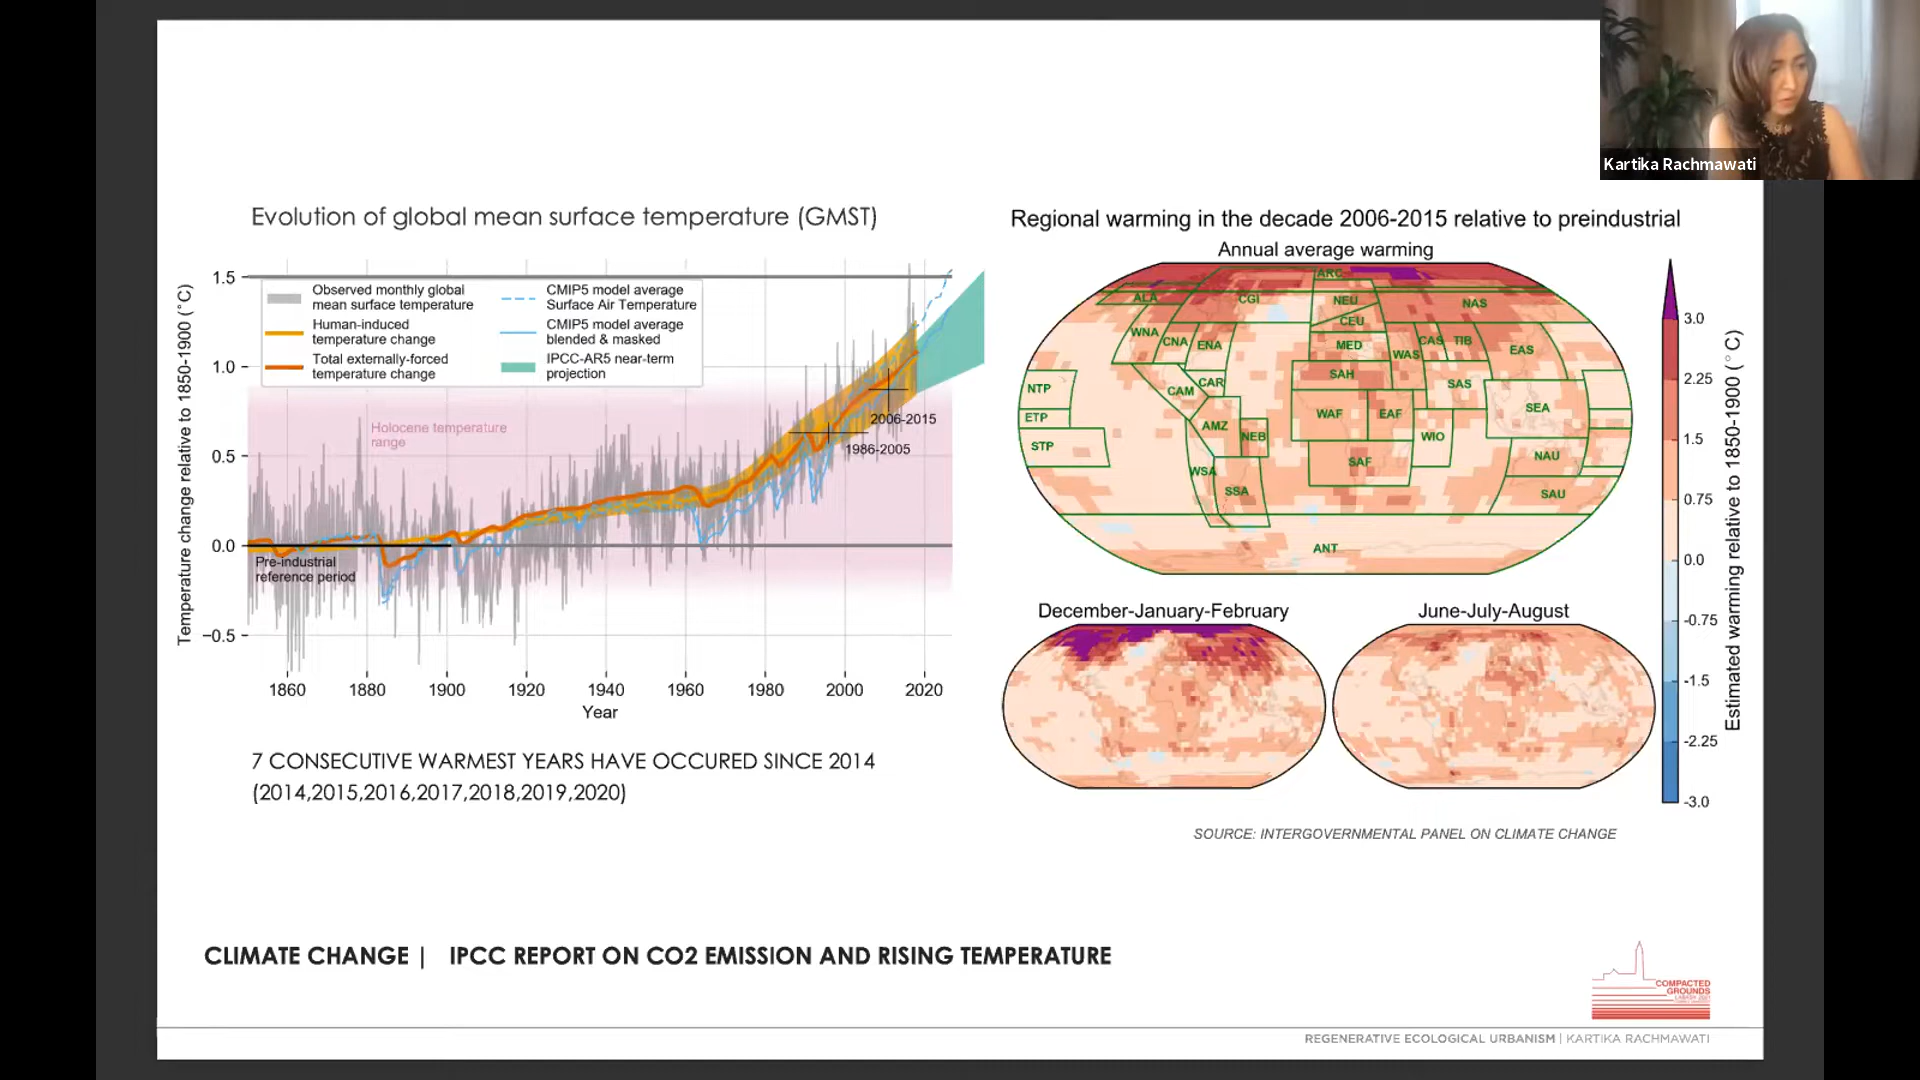 Kartika Rachmawati
Evolution of global mean surface temperature (GMST)
Temperature change relative to 1850-1900 (°C)
1.5
1.0
0.5
0.0
−0.5
Observed monthly global
mean surface temperature
Human-induced
temperature change
Total externally-forced
temperature change
CMIP5 model average
Surface Air Temperature
CMIP5 model average
blended & masked
IPCC-AR5 near-term
projection
Holocene temperature
range
2006-2015
1986-2005
Pre-industrial
reference period
1860 1880 1900 1920 1940 1960 1980 2000 2020
Year
7 CONSECUTIVE WARMEST YEARS HAVE OCCURED SINCE 2014
(2014,2015,2016,2017,2018,2019,2020)
Regional warming in the decade 2006-2015 relative to preindustrial
Annual average warming
ARC
ALA CGI NEU NAS
WNA CNA ENA CEU MED WAS CAS TIB EAS
NTP CAM CAR SAH SAS
ETP AMZ NEB WAF EAF SEA
STP WIO
WSA SAF NAU
SSA SAU
ANT
December-January-February
June-July-August
3.0
2.25
1.5
0.75
0.0
-0.75
-1.5
-2.25
-3.0
Estimated warming relative to 1850-1900 (°C)
SOURCE: INTERGOVERNMENTAL PANEL ON CLIMATE CHANGE
CLIMATE CHANGE | IPCC REPORT ON CO2 EMISSION AND RISING TEMPERATURE
COMPACTED
GROUNDS
REGENERATIVE ECOLOGICAL URBANISM | KARTIKA RACHMAWATI